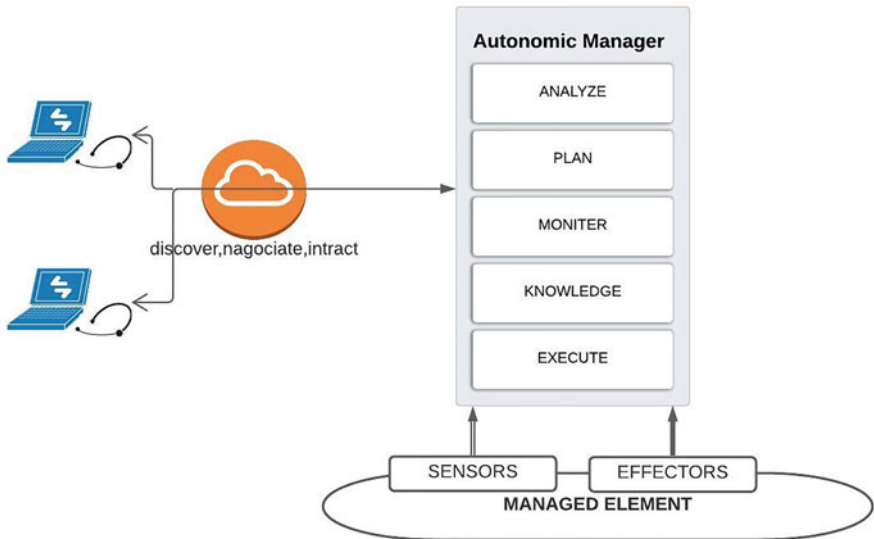 Autonomic Manager
ANALYZE
PLAN
MONITER
KNOWLEDGE
EXECUTE
discover,nagociate,intract
SENSORS
EFFECTORS
MANAGED ELEMENT